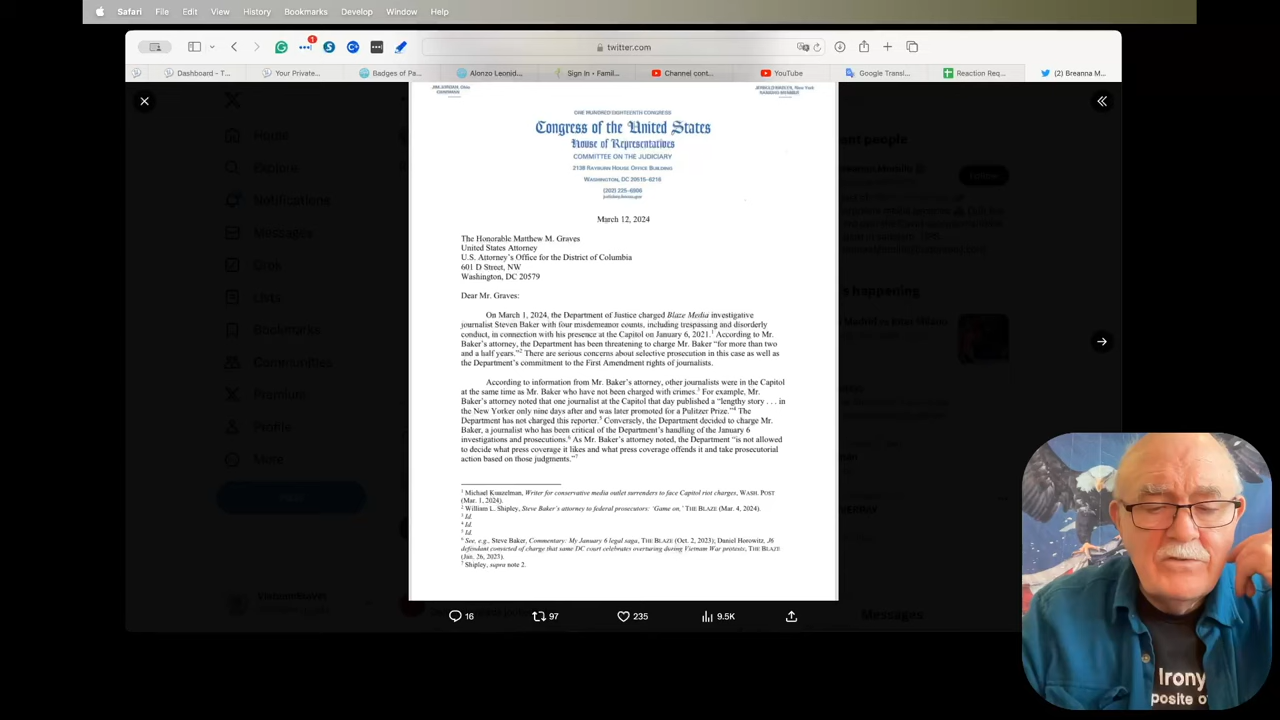 Safari File Edit View History Bookmarks Develop Window Help
1
twitter.com
Dashboard - T...
Your Private...
Badges of Pa...
Alonzo Leonid...
Sign In - Famil...
Channel cont...
YouTube
Google Transl...
Reaction Req...
(2) Breanna M...
ONE HUNDRED EIGHTEENTH CONGRESS
Congress of the United States
House of Representatives
COMMITTEE ON THE JUDICIARY
2138 RAYBURN HOUSE OFFICE BUILDING
WASHINGTON, DC 20515-6216
(202) 225-6906
judiciary.house.gov
March 12, 2024
The Honorable Matthew M. Graves
United States Attorney
U.S. Attorney's Office for the District of Columbia
601 D Street, NW
Washington, DC 20579
Dear Mr. Graves:
On March 1, 2024, the Department of Justice charged Blaze Media investigative
journalist Steven Baker with four misdemeanor counts, including trespassing and disorderly
conduct, in connection with his presence at the Capitol on January 6, 2021.1 According to Mr.
Baker's attorney, the Department has been threatening to charge Mr. Baker "for more than two
and a half years."2 There are serious concerns about selective prosecution in this case as well as
the Department's commitment to the First Amendment rights of journalists.
According to information from Mr. Baker's attorney, other journalists were in the Capitol
at the same time as Mr. Baker who have not been charged with crimes.3 For example, Mr.
Baker's attorney noted that one journalist at the Capitol that day published a "lengthy story . . . in
the New Yorker only nine days after and was later promoted for a Pulitzer Prize."4 The
Department has not charged this reporter.5 Conversely, the Department decided to charge Mr.
Baker, a journalist who has been critical of the Department's handling of the January 6
investigations and prosecutions.6 As Mr. Baker's attorney noted, the Department "is not allowed
to decide what press coverage it likes and what press coverage offends it and take prosecutorial
action based on those judgments."7
1 Michael Kunzelman, Writer for conservative media outlet surrenders to face Capitol riot charges, WASH. POST
(Mar. 1, 2024).
2 William L. Shipley, Steve Baker's attorney to federal prosecutors: 'Game on,' THE BLAZE (Mar. 4, 2024).
3 Id.
4 Id.
5 Id.
6 See, e.g., Steve Baker, Commentary: My January 6 legal saga, THE BLAZE (Oct. 2, 2023); Daniel Horowitz, J6
defendant convicted of charge that same DC court celebrates overturning during Vietnam War protests, THE BLAZE
(Jun. 26, 2023).
7 Shipley, supra note 2.
Home
Explore
Notifications
Messages
Grok
Lists
Bookmarks
Communities
Premium
Profile
More
16
97
235
9.5K
Messages
Irony
posite of